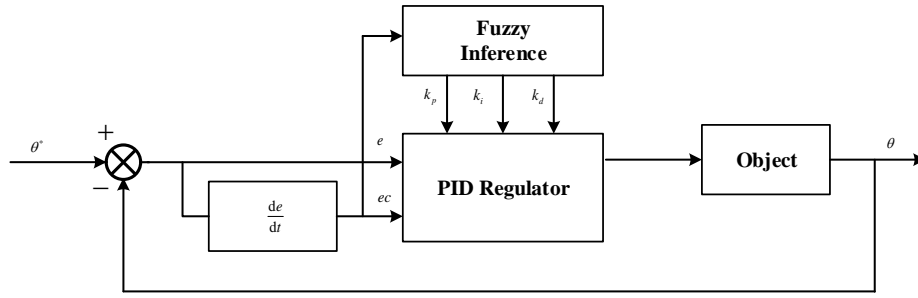 Fuzzy
Inference
k_p
k_i
k_d
+
θ*
−
e
PID Regulator
Object
θ
de
dt
ec